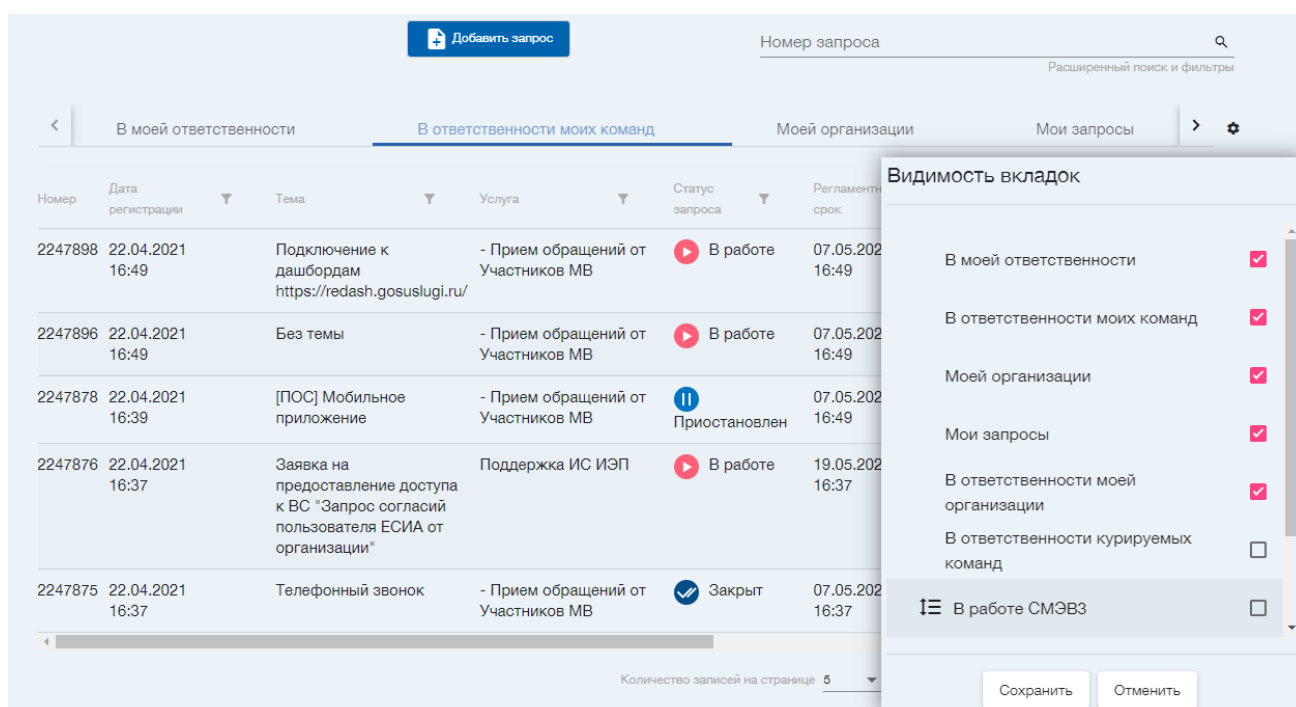 Добавить запрос
Номер запроса
Расширенный поиск и фильтры
В моей ответственности
В ответственности моих команд
Моей организации
Мои запросы
Номер
Дата
регистрации
Тема
Услуга
Статус
запроса
срок
2247898 22.04.2021
16:49
Подключение к
дашбордам
https://redash.gosuslugi.ru/
- Прием обращений от
Участников МВ
В работе
07.05.202
16:49
2247896 22.04.2021
16:49
Без темы
- Прием обращений от
Участников МВ
В работе
07.05.202
16:49
2247878 22.04.2021
16:39
[ПОС] Мобильное
приложение
- Прием обращений от
Участников МВ
Приостановлен
07.05.202
16:49
2247876 22.04.2021
16:37
Заявка на
предоставление доступа
к ВС "Запрос согласий
пользователя ЕСИА от
организации"
Поддержка ИС ИЭП
В работе
19.05.202
16:37
2247875 22.04.2021
16:37
Телефонный звонок
- Прием обращений от
Участников МВ
Закрыт
07.05.202
16:37
Количество записей на странице 5
Видимость вкладок
В моей ответственности
В ответственности моих команд
Моей организации
Мои запросы
В ответственности моей
организации
В ответственности курируемых
команд
В работе СМЭВ3
Сохранить
Отменить